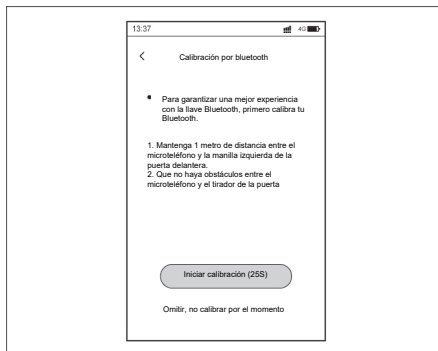 13:37 4G
Calibración por bluetooth
Para garantizar una mejor experiencia
con la llave Bluetooth, primero calibra tu
Bluetooth.
1. Mantenga 1 metro de distancia entre el
microteléfono y la manilla izquierda de la
puerta delantera.
2. Que no haya obstáculos entre el
microteléfono y el tirador de la puerta
Iniciar calibración (25S)
Omitir, no calibrar por el momento